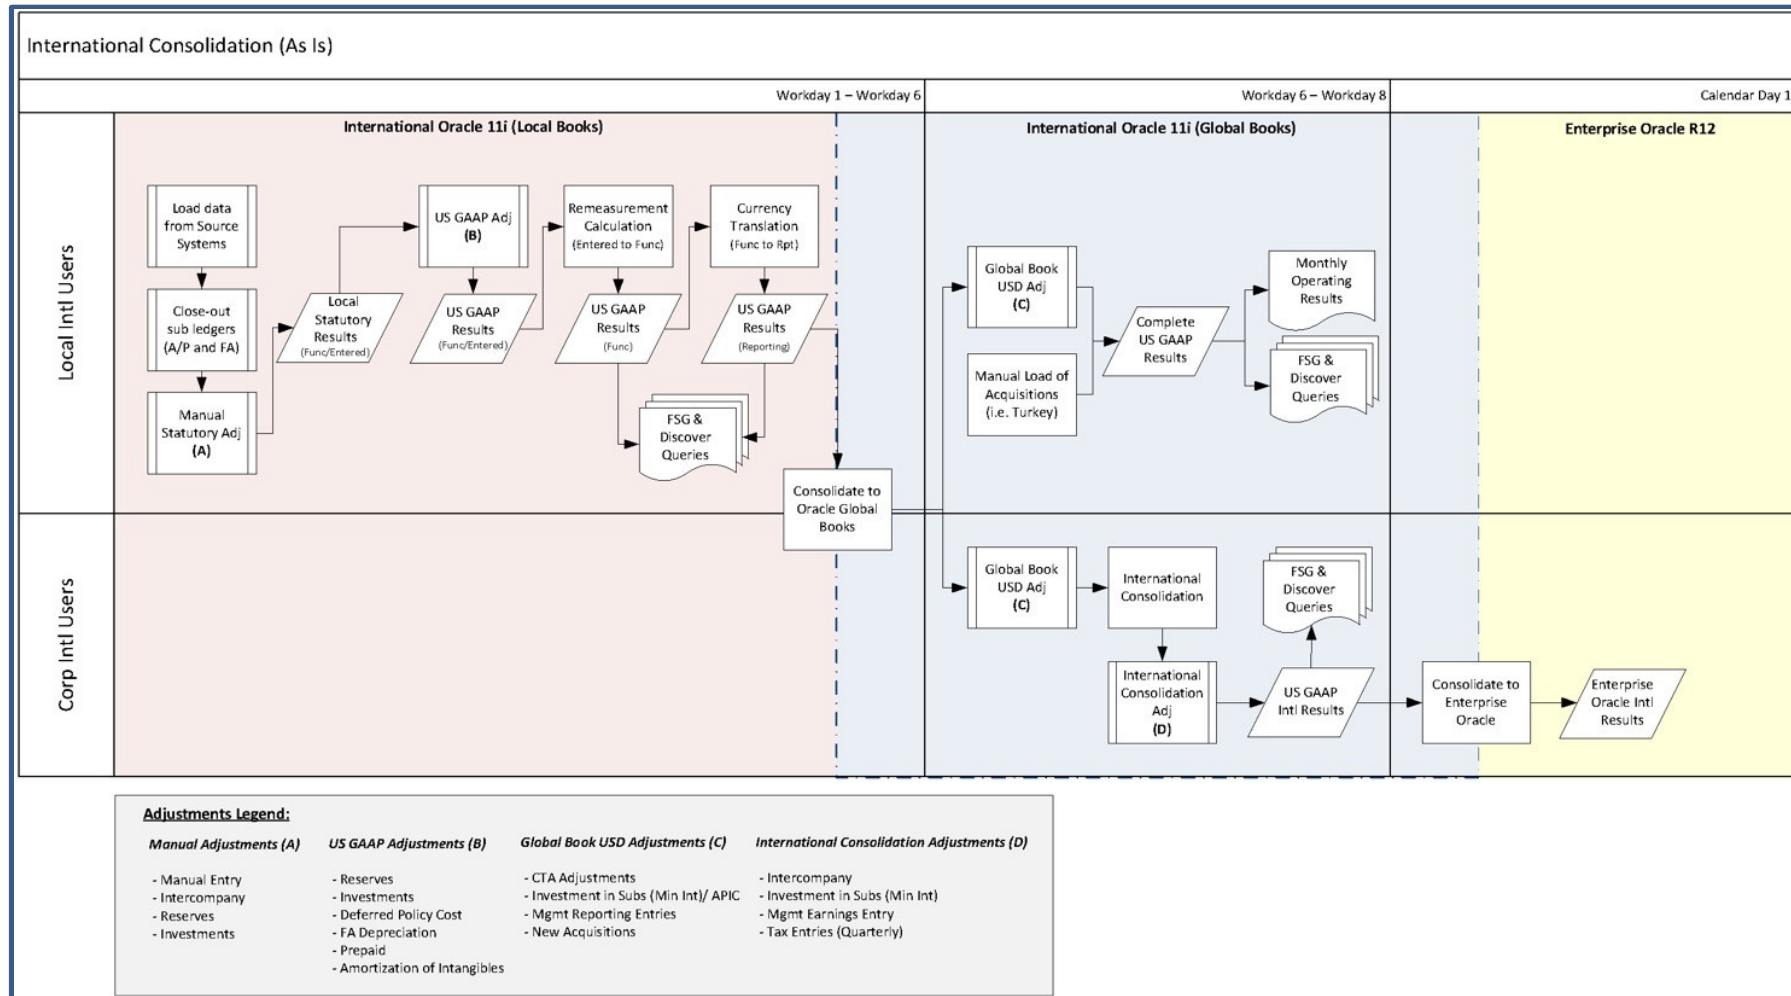 International Consolidation (As Is)
Workday 1 – Workday 6
Workday 6 – Workday 8
Calendar Day 1
Local Intl Users
International Oracle 11i (Local Books)
International Oracle 11i (Global Books)
Enterprise Oracle R12
Load data
from Source
Systems
Close-out
sub ledgers
(A/P and FA)
Manual
Statutory Adj
(A)
Local
Statutory
Results
(Func/Entered)
US GAAP Adj
(B)
US GAAP
Results
(Func/Entered)
Remeasurement
Calculation
(Entered to Func)
US GAAP
Results
(Func)
Currency
Translation
(Func to Rpt)
US GAAP
Results
(Reporting)
FSG &
Discover
Queries
Consolidate to
Oracle Global
Books
Global Book
USD Adj
(C)
Manual Load of
Acquisitions
(i.e. Turkey)
Complete
US GAAP
Results
Monthly
Operating
Results
FSG &
Discover
Queries
Corp Intl Users
Global Book
USD Adj
(C)
International
Consolidation
International
Consolidation
Adj
(D)
FSG &
Discover
Queries
US GAAP
Intl Results
Consolidate to
Enterprise
Oracle
Enterprise
Oracle Intl
Results
Adjustments Legend:
Manual Adjustments (A)
- Manual Entry
- Intercompany
- Reserves
- Investments
US GAAP Adjustments (B)
- Reserves
- Investments
- Deferred Policy Cost
- FA Depreciation
- Prepaid
- Amortization of Intangibles
Global Book USD Adjustments (C)
- CTA Adjustments
- Investment in Subs (Min Int)/ APIC
- Mgmt Reporting Entries
- New Acquisitions
International Consolidation Adjustments (D)
- Intercompany
- Investment in Subs (Min Int)
- Mgmt Earnings Entry
- Tax Entries (Quarterly)